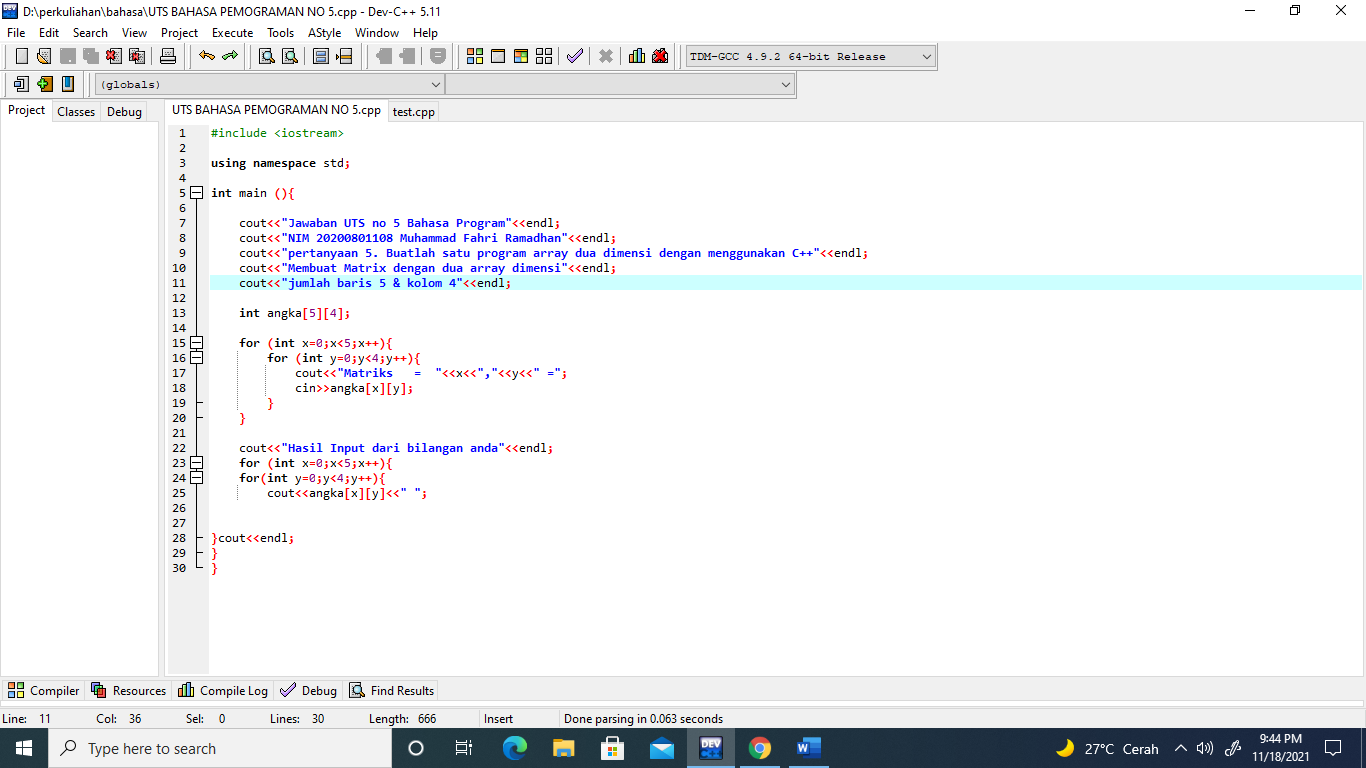 D:\perkuliahan\bahasa\UTS BAHASA PEMOGRAMAN NO 5.cpp - Dev-C++ 5.11
File Edit Search View Project Execute Tools AStyle Window Help
TDM-GCC 4.9.2 64-bit Release
(globals)
Project Classes Debug
UTS BAHASA PEMOGRAMAN NO 5.cpp test.cpp
1 #include <iostream>
2
3 using namespace std;
4
5 int main (){
6
7 cout<<"Jawaban UTS no 5 Bahasa Program"<<endl;
8 cout<<"NIM 20200801108 Muhammad Fahri Ramadhan"<<endl;
9 cout<<"pertanyaan 5. Buatlah satu program array dua dimensi dengan menggunakan C++"<<endl;
10 cout<<"Membuat Matrix dengan dua array dimensi"<<endl;
11 cout<<"jumlah baris 5 & kolom 4"<<endl;
12
13 int angka[5][4];
14
15 for (int x=0;x<5;x++){
16 for (int y=0;y<4;y++){
17 cout<<"Matriks   =  "<<x<<","<<y<<" =";
18 cin>>angka[x][y];
19 }
20 }
21
22 cout<<"Hasil Input dari bilangan anda"<<endl;
23 for (int x=0;x<5;x++){
24 for(int y=0;y<4;y++){
25 cout<<angka[x][y]<<" ";
26
27
28 }cout<<endl;
29 }
30 }
Compiler Resources Compile Log Debug Find Results
Line: 11 Col: 36 Sel: 0 Lines: 30 Length: 666 Insert Done parsing in 0.063 seconds
Type here to search
DEV
27°C Cerah
9:44 PM
11/18/2021